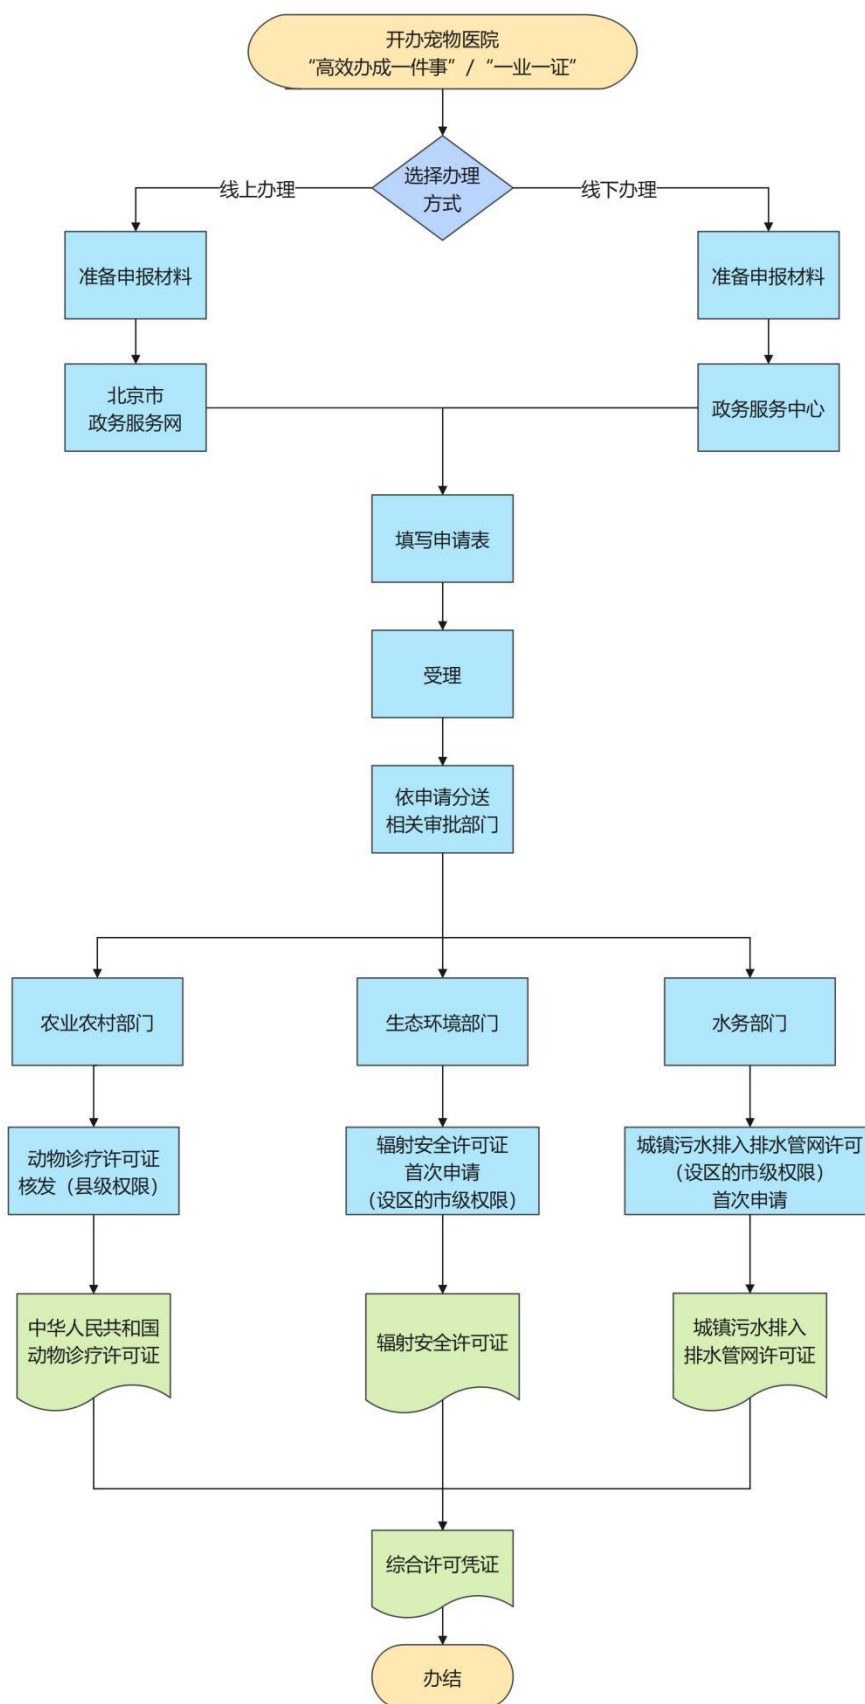 开办宠物医院
“高效办成一件事”/“一业一证”
选择办理
方式
线上办理
线下办理
准备申报材料
准备申报材料
北京市
政务服务网
政务服务中心
填写申请表
受理
依申请分送
相关审批部门
农业农村部门
生态环境部门
水务部门
动物诊疗许可证
核发（县级权限）
辐射安全许可证
首次申请
（设区的市级权限）
城镇污水排入排水管网许可
（设区的市级权限）
首次申请
中华人民共和国
动物诊疗许可证
辐射安全许可证
城镇污水排入
排水管网许可证
综合许可凭证
办结